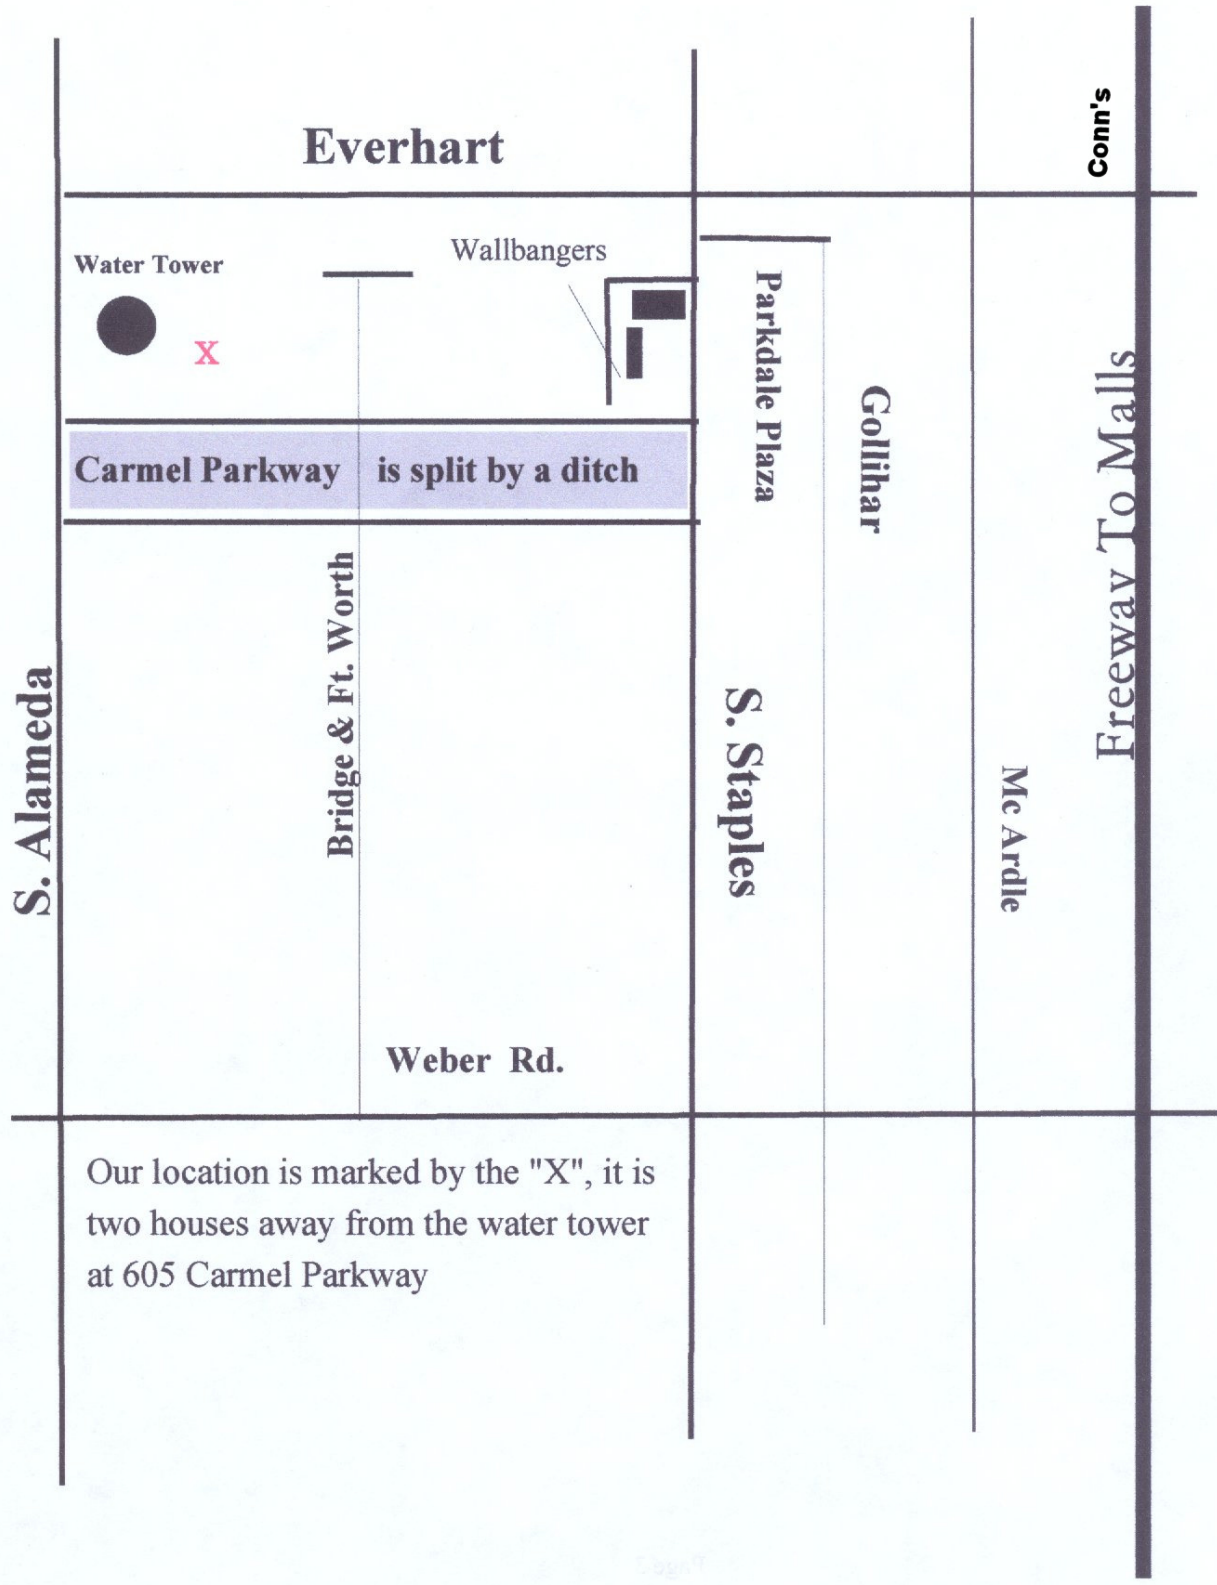 Conn's
Everhart
Wallbangers
Water Tower
X
Parkdale Plaza
Gollihar
Freeway To Malls
Carmel Parkway is split by a ditch
Bridge & Ft. Worth
S. Alameda
S. Staples
Mc Ardle
Weber Rd.
Our location is marked by the "X", it is
two houses away from the water tower
at 605 Carmel Parkway